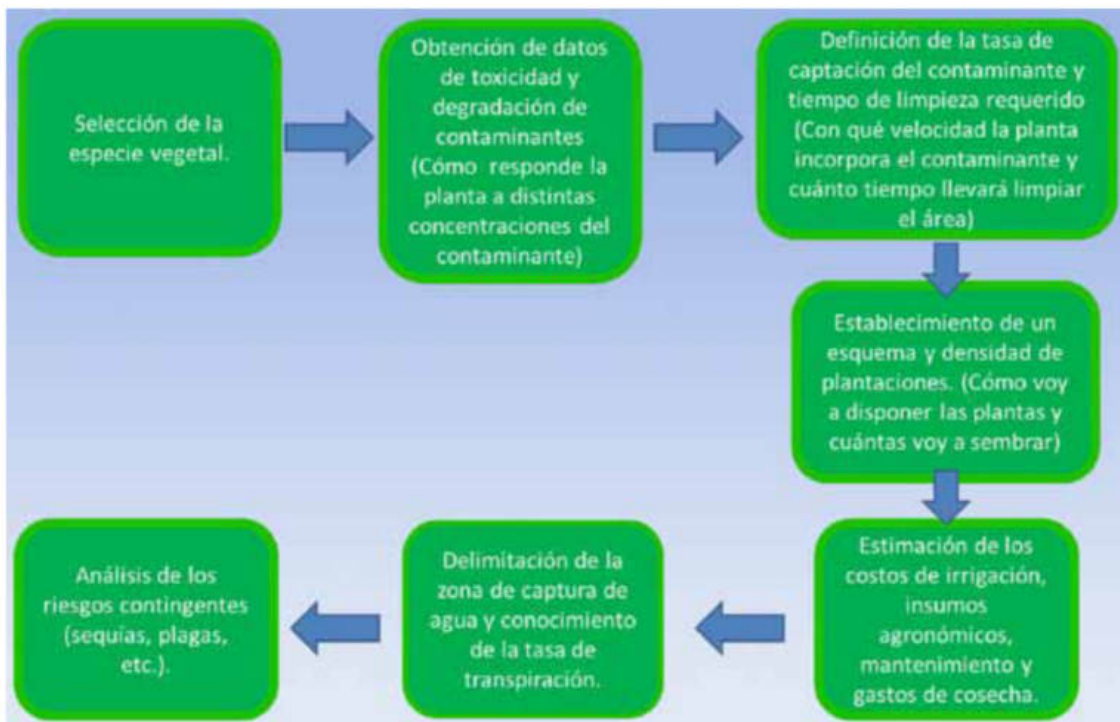 Selección de la
especie vegetal.
Obtención de datos
de toxicidad y
degradación de
contaminantes
(Cómo responde la
planta a distintas
concentraciones del
contaminante)
Definición de la tasa de
captación del contaminante y
tiempo de limpieza requerido
(Con qué velocidad la planta
incorpora el contaminante y
cuánto tiempo llevará limpiar
el área)
Establecimiento de un
esquema y densidad de
plantaciones. (Cómo voy
a disponer las plantas y
cuántas voy a sembrar)
Estimación de los
costos de irrigación,
insumos
agronómicos,
mantenimiento y
gastos de cosecha.
Delimitación de la
zona de captura de
agua y conocimiento
de la tasa de
transpiración.
Análisis de los
riesgos contingentes
(sequías, plagas,
etc.).